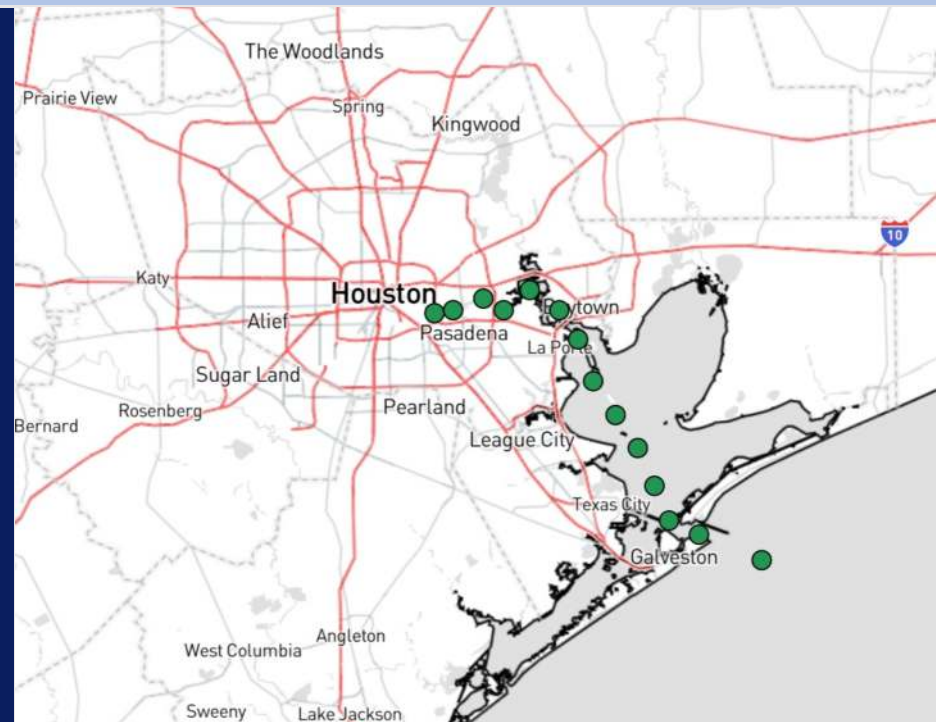 The Woodlands
Prairie View
Spring
Kingwood
10
Katy
Houston
Baytown
Alief
Pasadena
La Porte
Sugar Land
Rosenberg
Pearland
Bernard
League City
Texas City
Galveston
Angleton
West Columbia
Sweeny
Lake Jackson